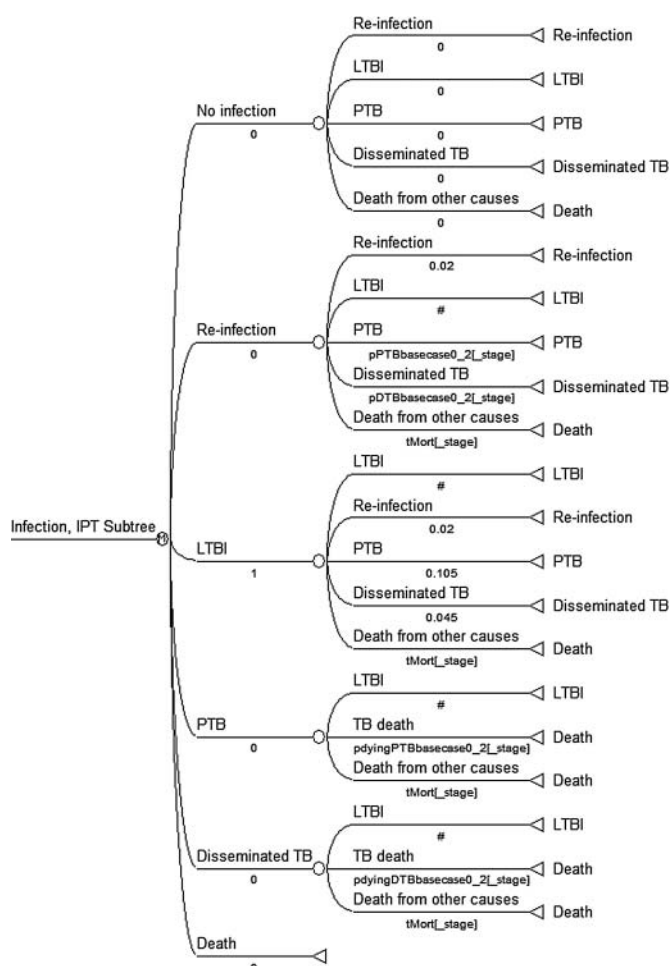 Re-infection
0
Re-infection
LTBI
0
LTBI
No infection
0
PTB
0
PTB
Disseminated TB
0
Disseminated TB
Death from other causes
0
Death
Re-infection
0.02
Re-infection
LTBI
#
LTBI
Re-infection
0
PTB
pPTBbasecase0_2[_stage]
PTB
Disseminated TB
pDTBbasecase0_2[_stage]
Disseminated TB
Death from other causes
tMort[_stage]
Death
Infection, IPT Subtree
M
LTBI
#
LTBI
Re-infection
0.02
Re-infection
LTBI
1
PTB
0.105
PTB
Disseminated TB
0.045
Disseminated TB
Death from other causes
tMort[_stage]
Death
LTBI
#
LTBI
PTB
0
TB death
pdyingPTBbasecase0_2[_stage]
Death
Death from other causes
tMort[_stage]
Death
LTBI
#
LTBI
Disseminated TB
0
TB death
pdyingDTBbasecase0_2[_stage]
Death
Death from other causes
tMort[_stage]
Death
Death